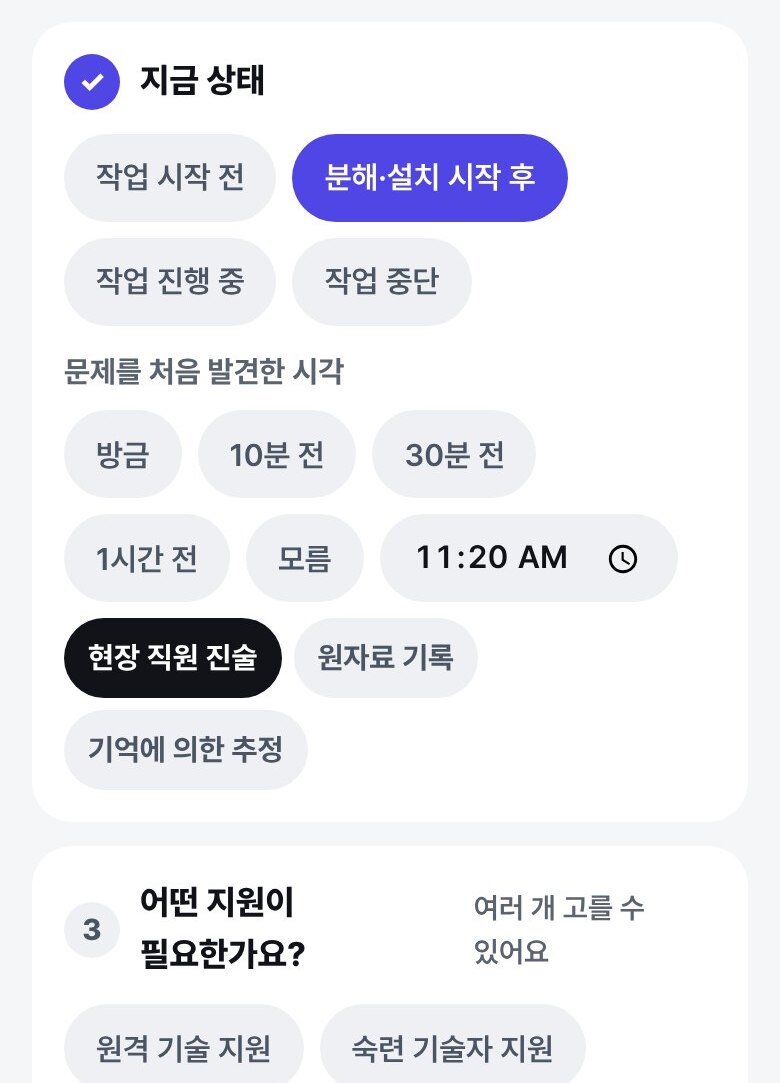 지금 상태
작업 시작 전 분해·설치 시작 후
작업 진행 중 작업 중단
문제를 처음 발견한 시각
방금 10분 전 30분 전
1시간 전 모름 11:20 AM
현장 직원 진술 원자료 기록
기억에 의한 추정
3 어떤 지원이 필요한가요?
여러 개 고를 수 있어요
원격 기술 지원 숙련 기술자 지원